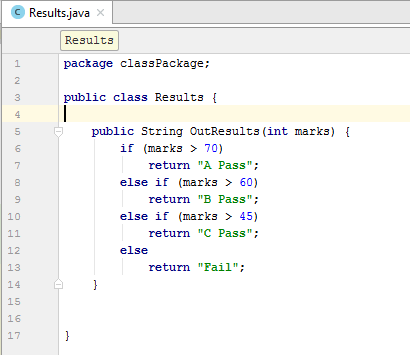 Results.java
Results
1 package classPackage;
2
3 public class Results {
4
5 public String OutResults(int marks) {
6 if (marks > 70)
7 return "A Pass";
8 else if (marks > 60)
9 return "B Pass";
10 else if (marks > 45)
11 return "C Pass";
12 else
13 return "Fail";
14 }
15
16
17 }